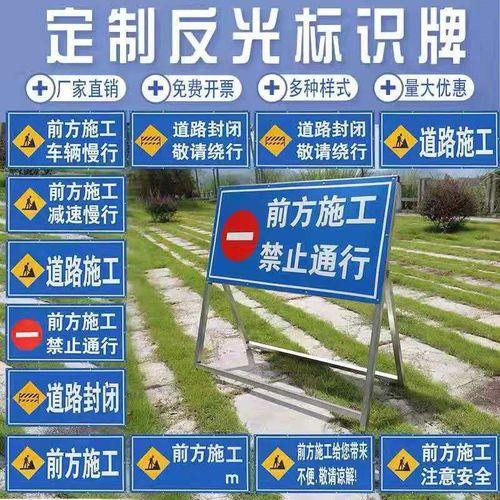 定制反光标识牌
厂家直销
免费开票
多种样式
量大优惠
前方施工
车辆慢行
道路封闭
敬请绕行
道路封闭
敬请绕行
道路施工
前方施工
减速慢行
前方施工
禁止通行
道路施工
前方施工
禁止通行
道路封闭
前方施工
前方施工
m
前方施工给您带来
不便.敬请谅解!
前方施工
注意安全